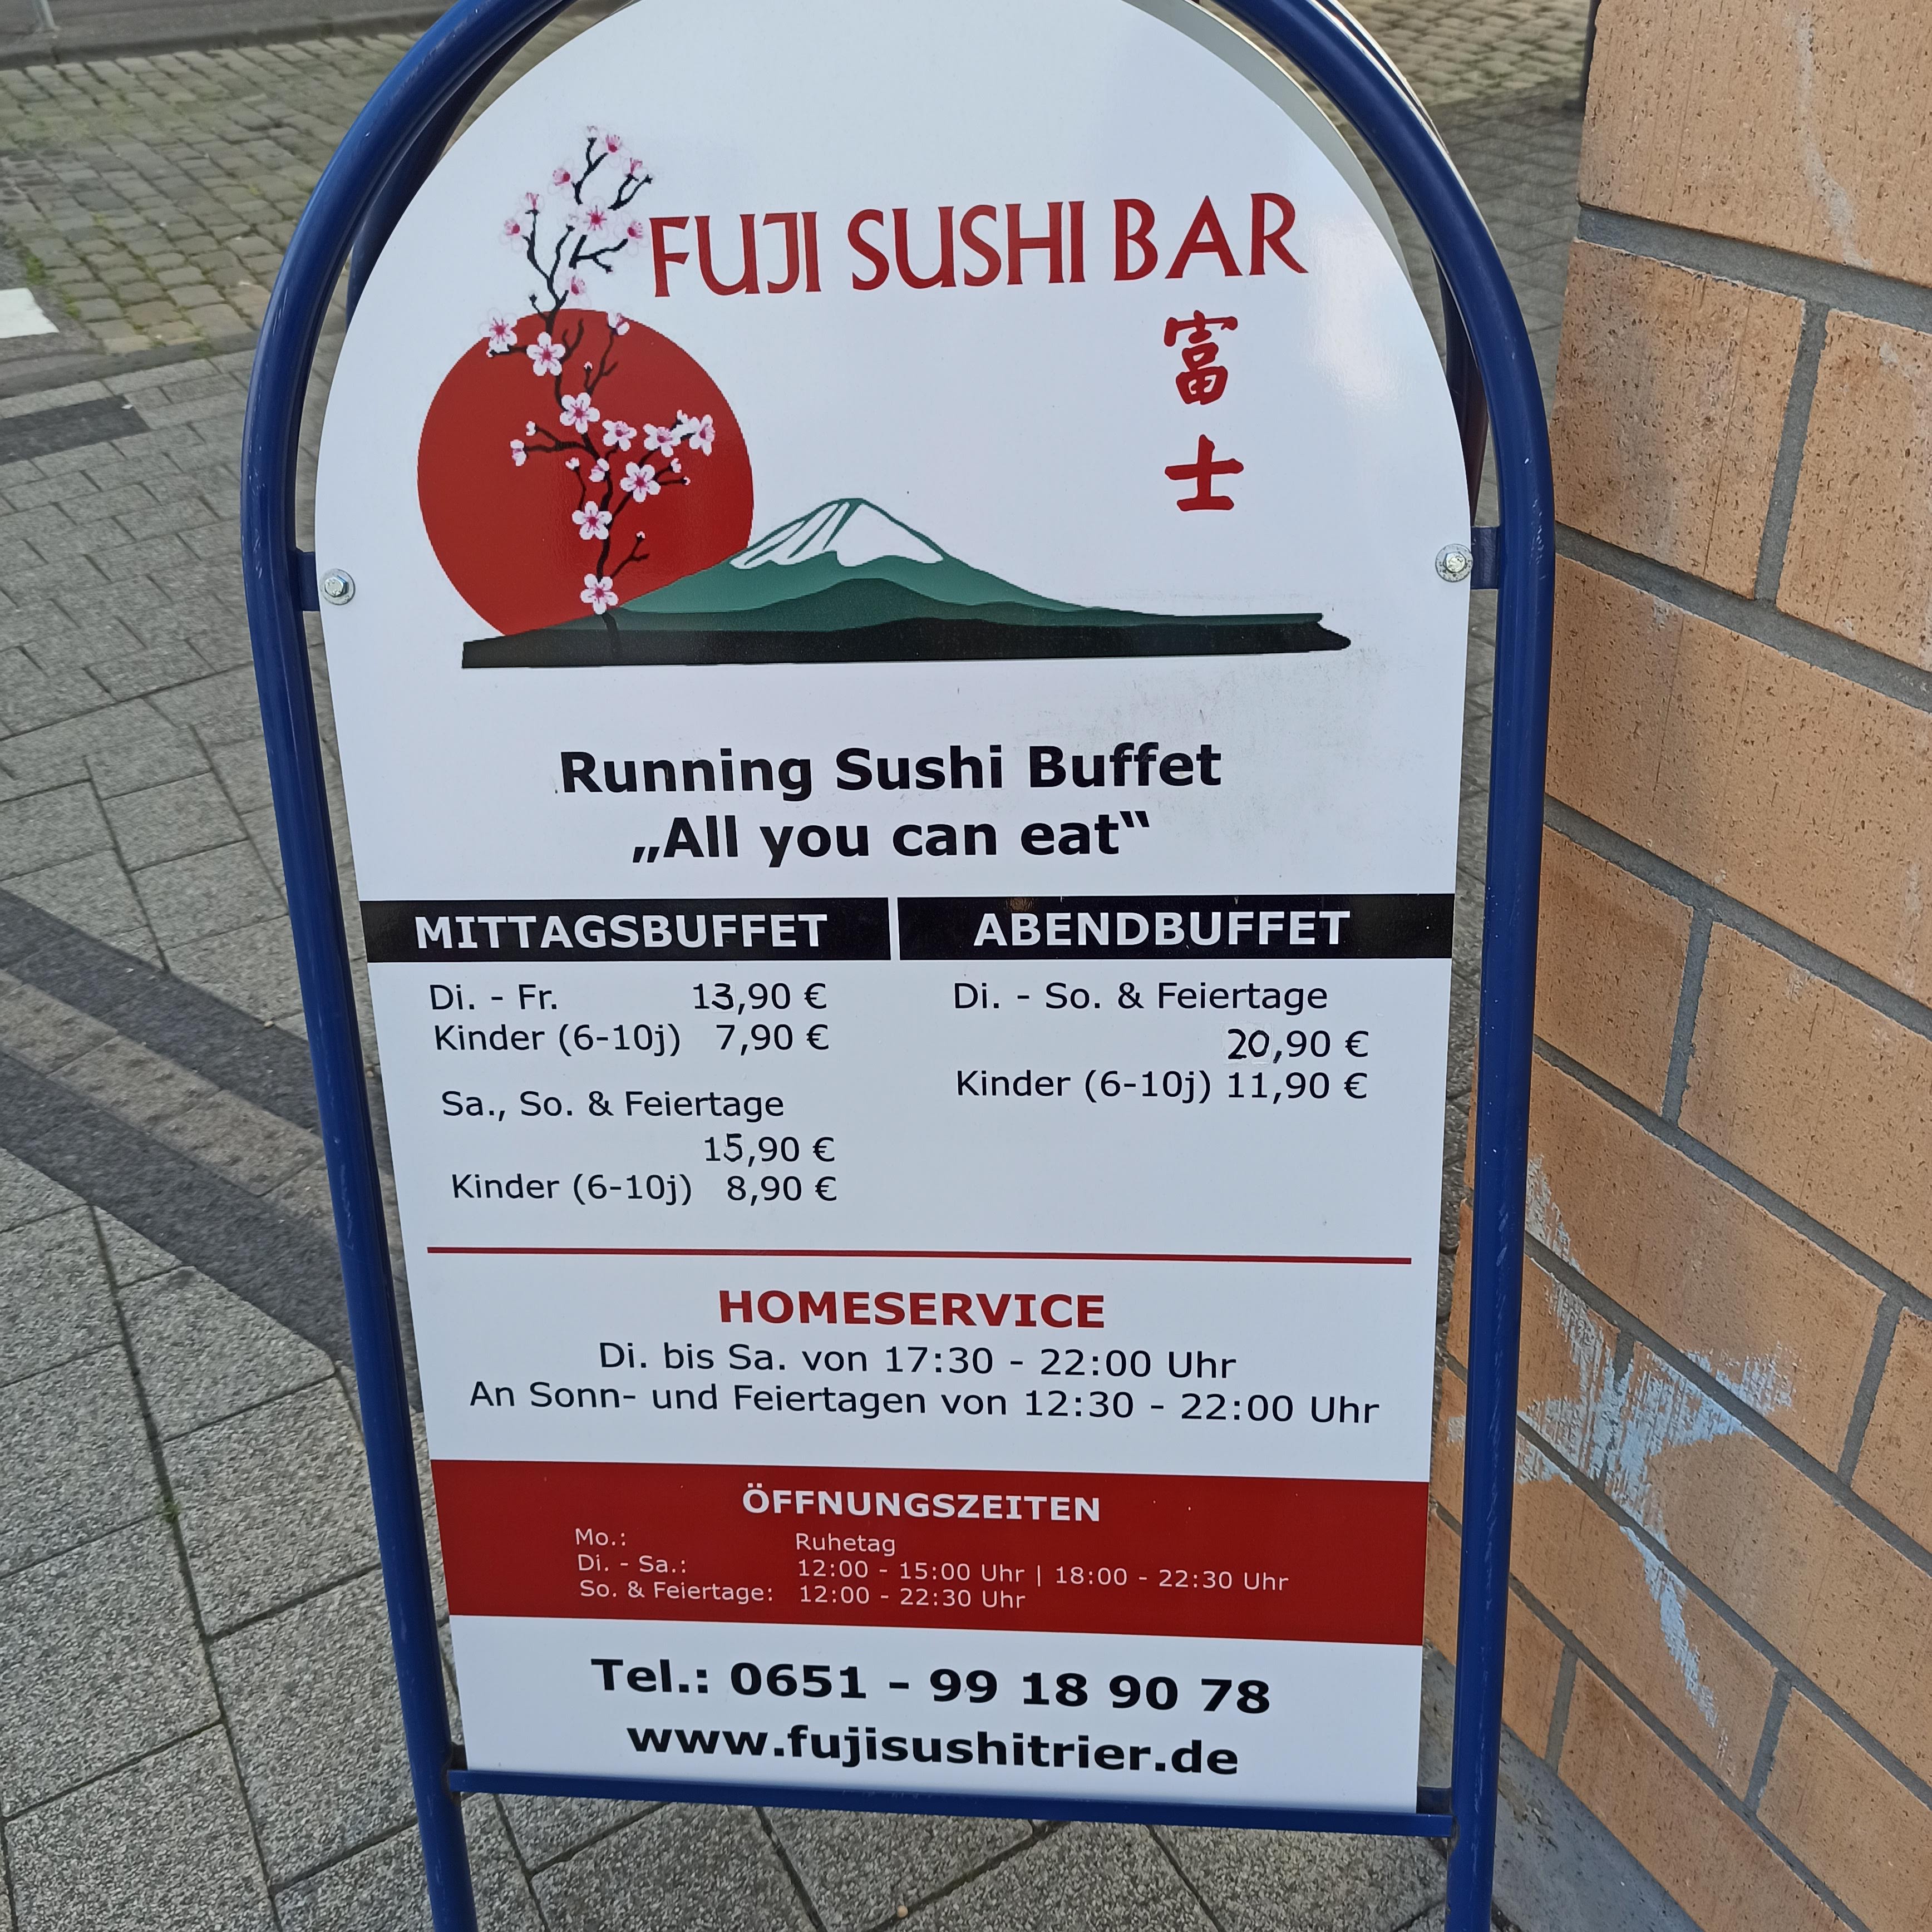 FUJI SUSHI BAR
富
士
Running Sushi Buffet
„All you can eat“
MITTAGSBUFFET
Di. - Fr. 13,90 €
Kinder (6-10j) 7,90 €
Sa., So. & Feiertage
15,90 €
Kinder (6-10j) 8,90 €
ABENDBUFFET
Di. - So. & Feiertage
20,90 €
Kinder (6-10j) 11,90 €
HOMESERVICE
Di. bis Sa. von 17:30 - 22:00 Uhr
An Sonn- und Feiertagen von 12:30 - 22:00 Uhr
ÖFFNUNGSZEITEN
Mo.: Ruhetag
Di. - Sa.: 12:00 - 15:00 Uhr | 18:00 - 22:30 Uhr
So. & Feiertage: 12:00 - 22:30 Uhr
Tel.: 0651 - 99 18 90 78
www.fujisushitrier.de